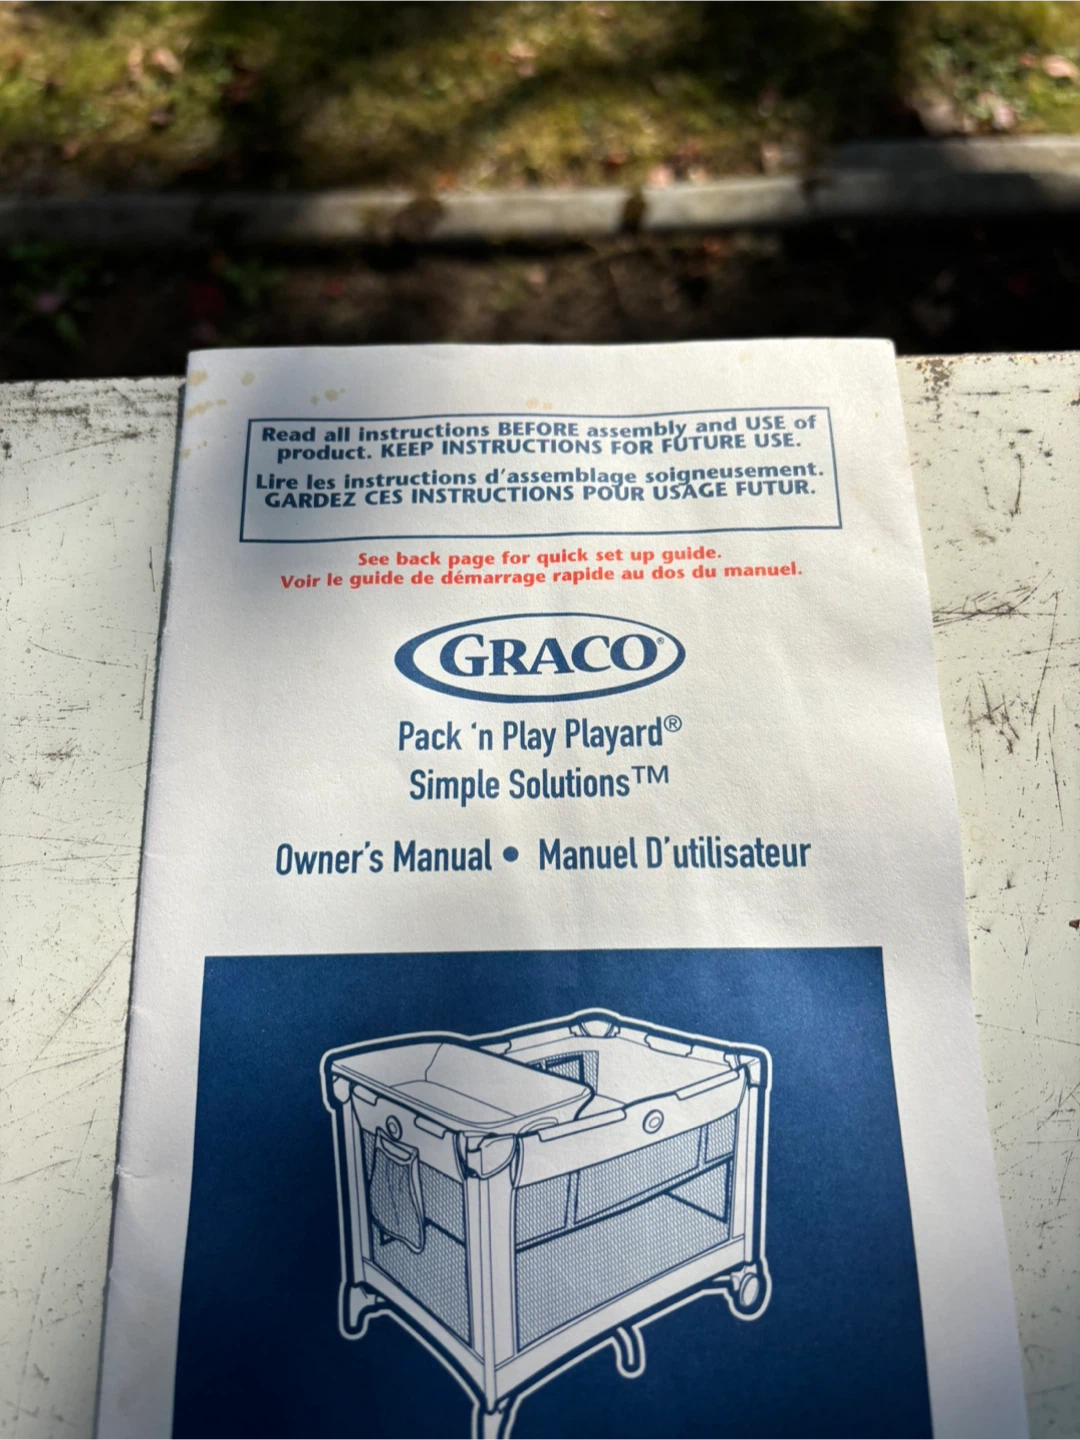 Read all instructions BEFORE assembly and USE of
product. KEEP INSTRUCTIONS FOR FUTURE USE.
Lire les instructions d'assemblage soigneusement.
GARDEZ CES INSTRUCTIONS POUR USAGE FUTUR.
See back page for quick set up guide.
Voir le guide de démarrage rapide au dos du manuel.
GRACO®
Pack 'n Play Playard®
Simple Solutions™
Owner's Manual • Manuel D'utilisateur